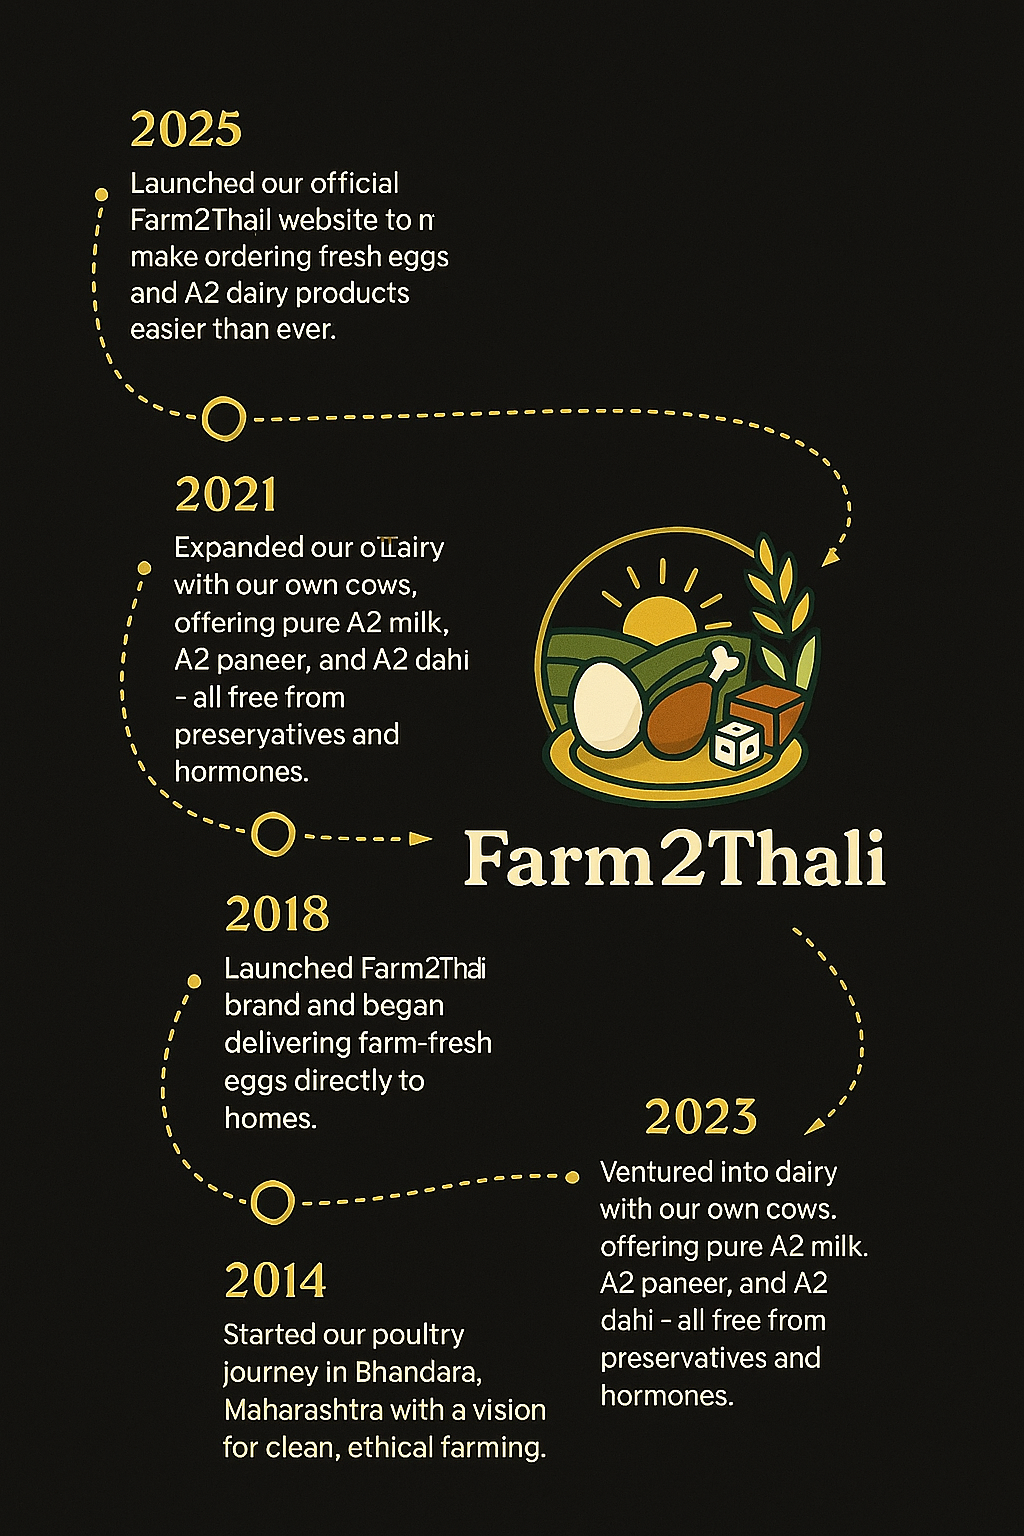 2025
Launched our official
Farm2Thail website to m
make ordering fresh eggs
and A2 dairy products
easier than ever.
2021
Expanded our
with our own cows,
offering pure A2 milk,
A2 paneer, and A2 dahi
– all free from
preseryatives and
hormones.
Farm2Thali
2018
Launched Farm2Thali
brand and began
delivering farm-fresh
eggs directly to
homes.
2023
Ventured into dairy
with our own cows.
offering pure A2 milk.
A2 paneer, and A2
dahi – all free from
preservatives and
hormones.
2014
Started our poultry
journey in Bhandara,
Maharashtra with a vision
for clean, ethical farming.